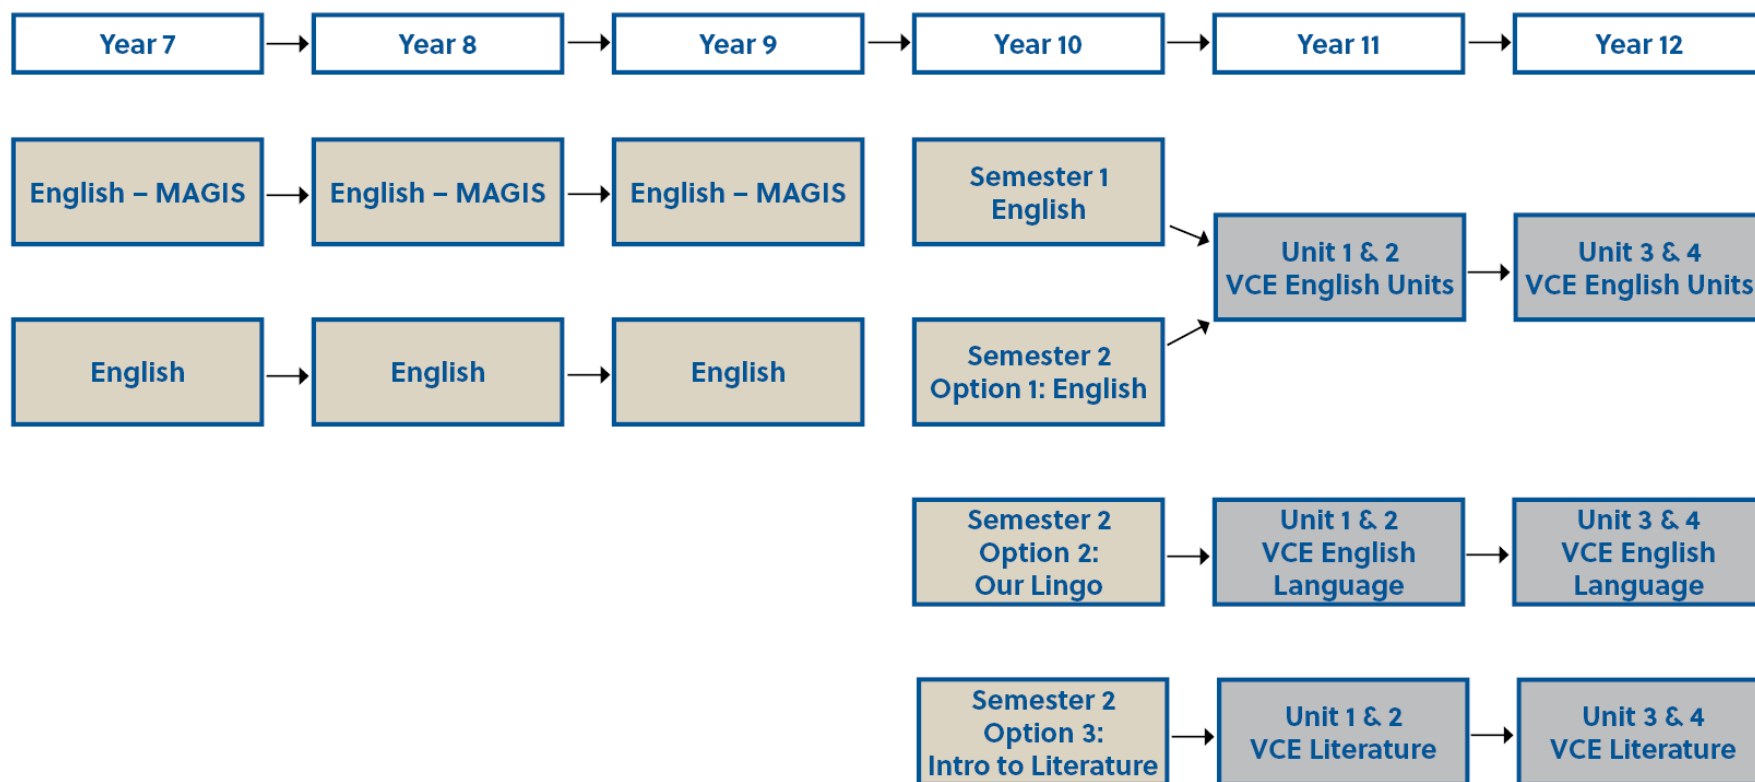 Year 7
Year 8
Year 9
Year 10
Year 11
Year 12
English – MAGIS
English – MAGIS
English – MAGIS
Semester 1
English
Unit 1 & 2
VCE English Units
Unit 3 & 4
VCE English Units
English
English
English
Semester 2
Option 1: English
Semester 2
Option 2:
Our Lingo
Unit 1 & 2
VCE English
Language
Unit 3 & 4
VCE English
Language
Semester 2
Option 3:
Intro to Literature
Unit 1 & 2
VCE Literature
Unit 3 & 4
VCE Literature